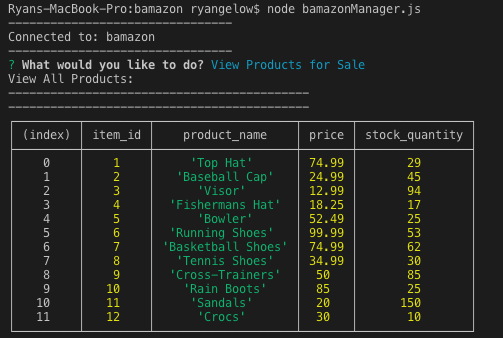 Ryans-MacBook-Pro:bamazon ryangelow$ node bamazonManager.js
--------------------------------
Connected to: bamazon
--------------------------------
? What would you like to do? View Products for Sale
View All Products:
-------------------------------------------
-------------------------------------------
(index) item_id product_name price stock_quantity
0 1 'Top Hat' 74.99 29
1 2 'Baseball Cap' 24.99 45
2 3 'Visor' 12.99 94
3 4 'Fishermans Hat' 18.25 17
4 5 'Bowler' 52.49 25
5 6 'Running Shoes' 99.99 53
6 7 'Basketball Shoes' 74.99 62
7 8 'Tennis Shoes' 34.99 30
8 9 'Cross-Trainers' 50 85
9 10 'Rain Boots' 85 25
10 11 'Sandals' 20 150
11 12 'Crocs' 30 10